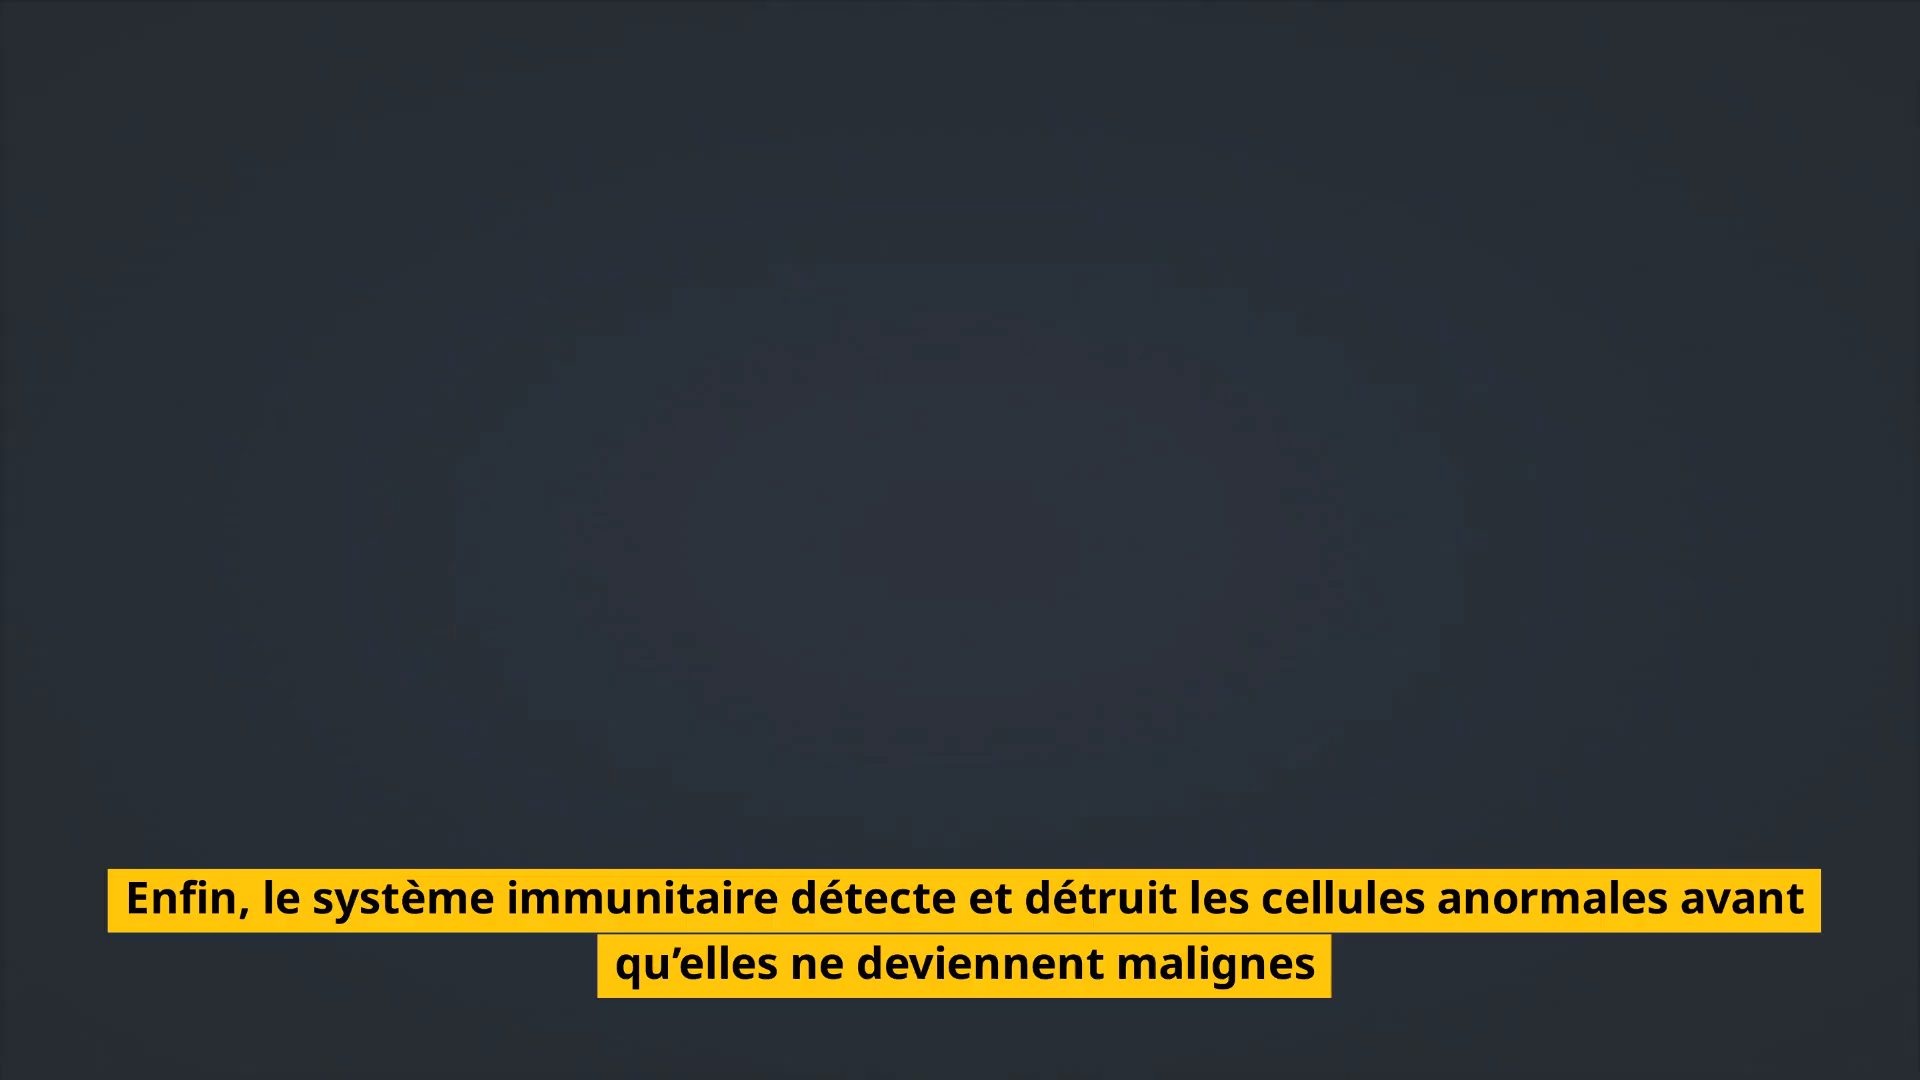 Enfin, le système immunitaire détecte et détruit les cellules anormales avant
qu’elles ne deviennent malignes